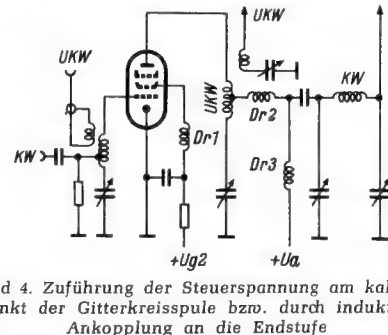 UKW
UKW
UKW
KW
Dr1
Dr2
KW
Dr3
+Ug2
+Ua
d 4. Zuführung der Steuerspannung am kal
nkt der Gitterkreisspule bzw. durch indukt
Ankopplung an die Endstufe